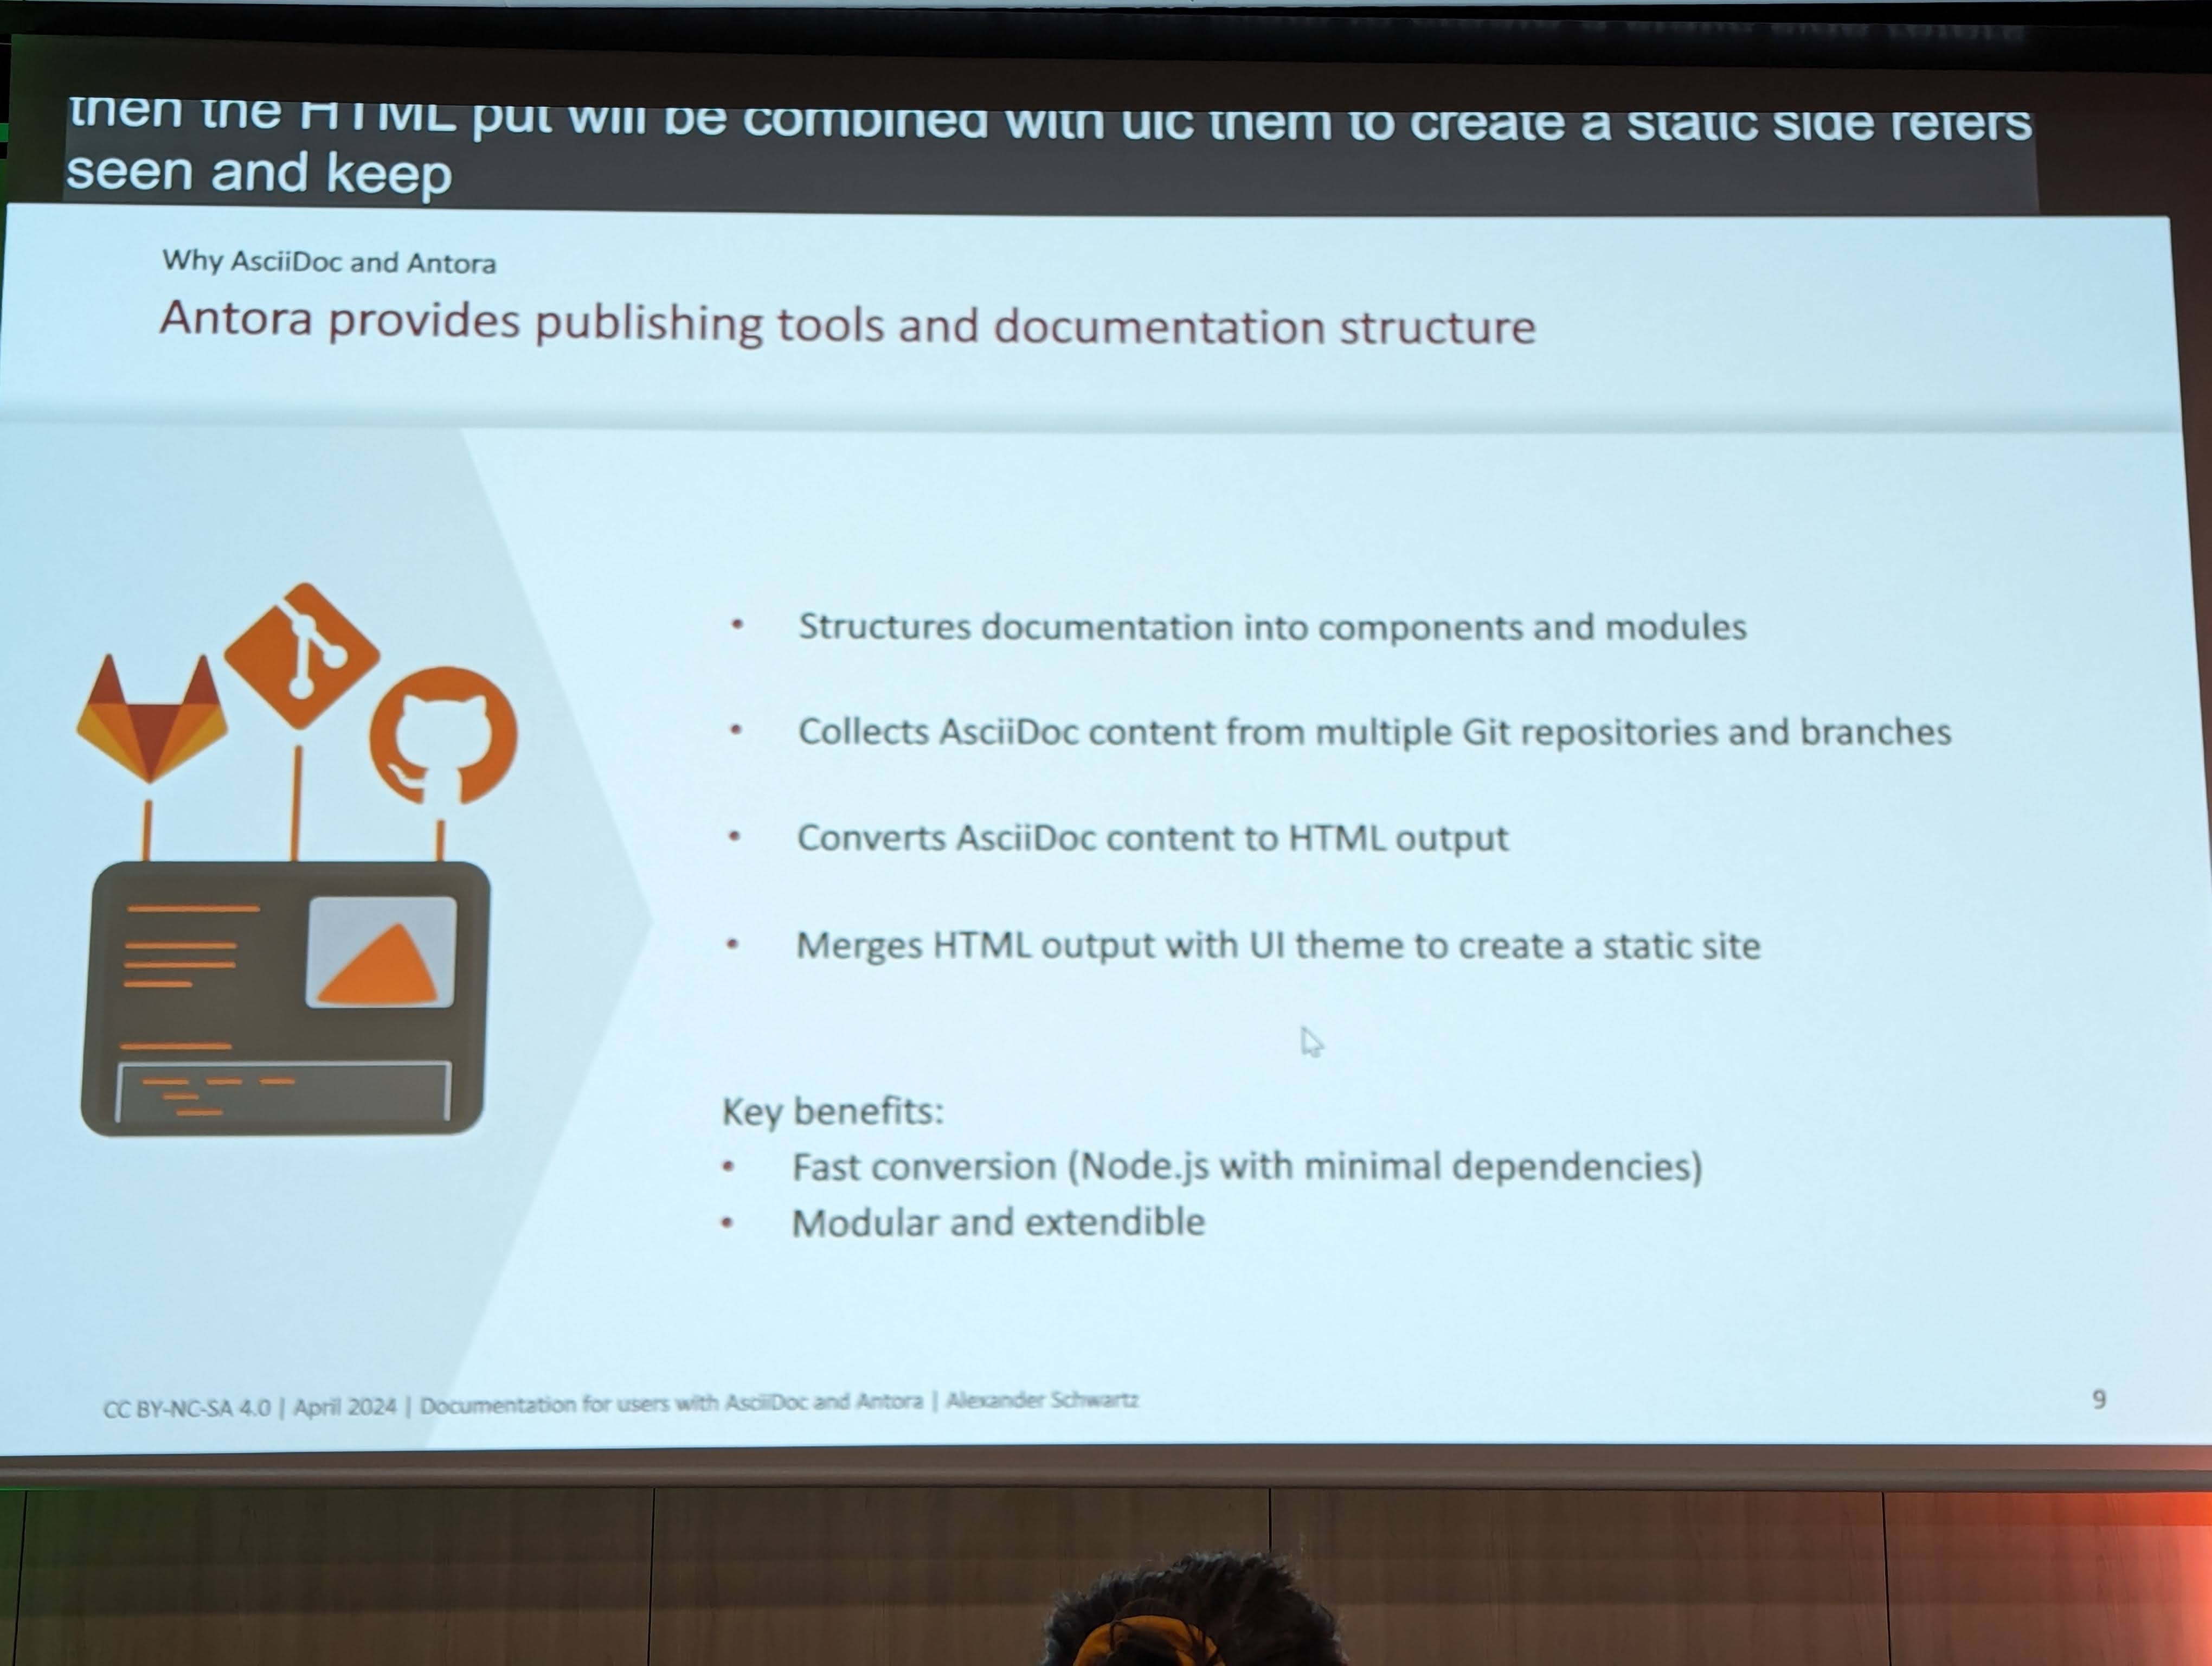 then the HTML put will be combined with uic them to create a static side refers
seen and keep
Why AsciiDoc and Antora
Antora provides publishing tools and documentation structure
• Structures documentation into components and modules
• Collects AsciiDoc content from multiple Git repositories and branches
• Converts AsciiDoc content to HTML output
• Merges HTML output with UI theme to create a static site
Key benefits:
• Fast conversion (Node.js with minimal dependencies)
• Modular and extendible
CC BY-NC-SA 4.0 | April 2024 | Documentation for users with AsciiDoc and Antora | Alexander Schwartz
9